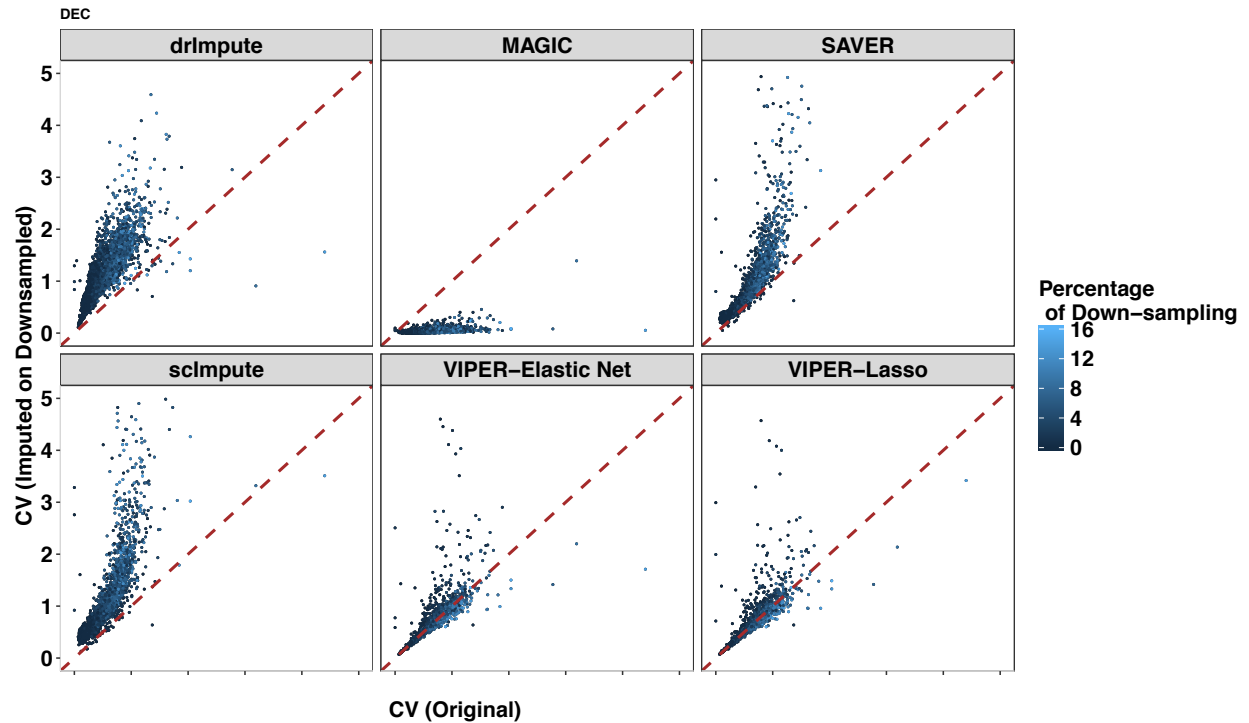 DEC
drImpute
MAGIC
SAVER
5
4
3
2
1
0
scImpute
VIPER−Elastic Net
VIPER−Lasso
5
4
3
2
1
0
CV (Imputed on Downsampled)
CV (Original)
Percentage
of Down−sampling
16
12
8
4
0